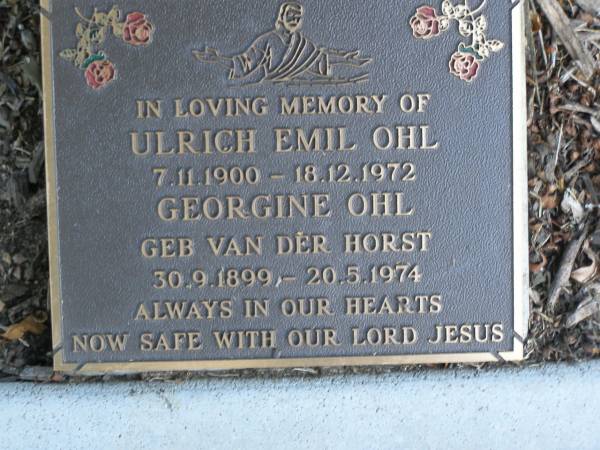 IN LOVING MEMORY OF
ULRICH EMIL OHL
7.11.1900 – 18.12.1972
GEORGINE OHL
GEB VAN DER HORST
30.9.1899 – 20.5.1974
ALWAYS IN OUR HEARTS
NOW SAFE WITH OUR LORD JESUS